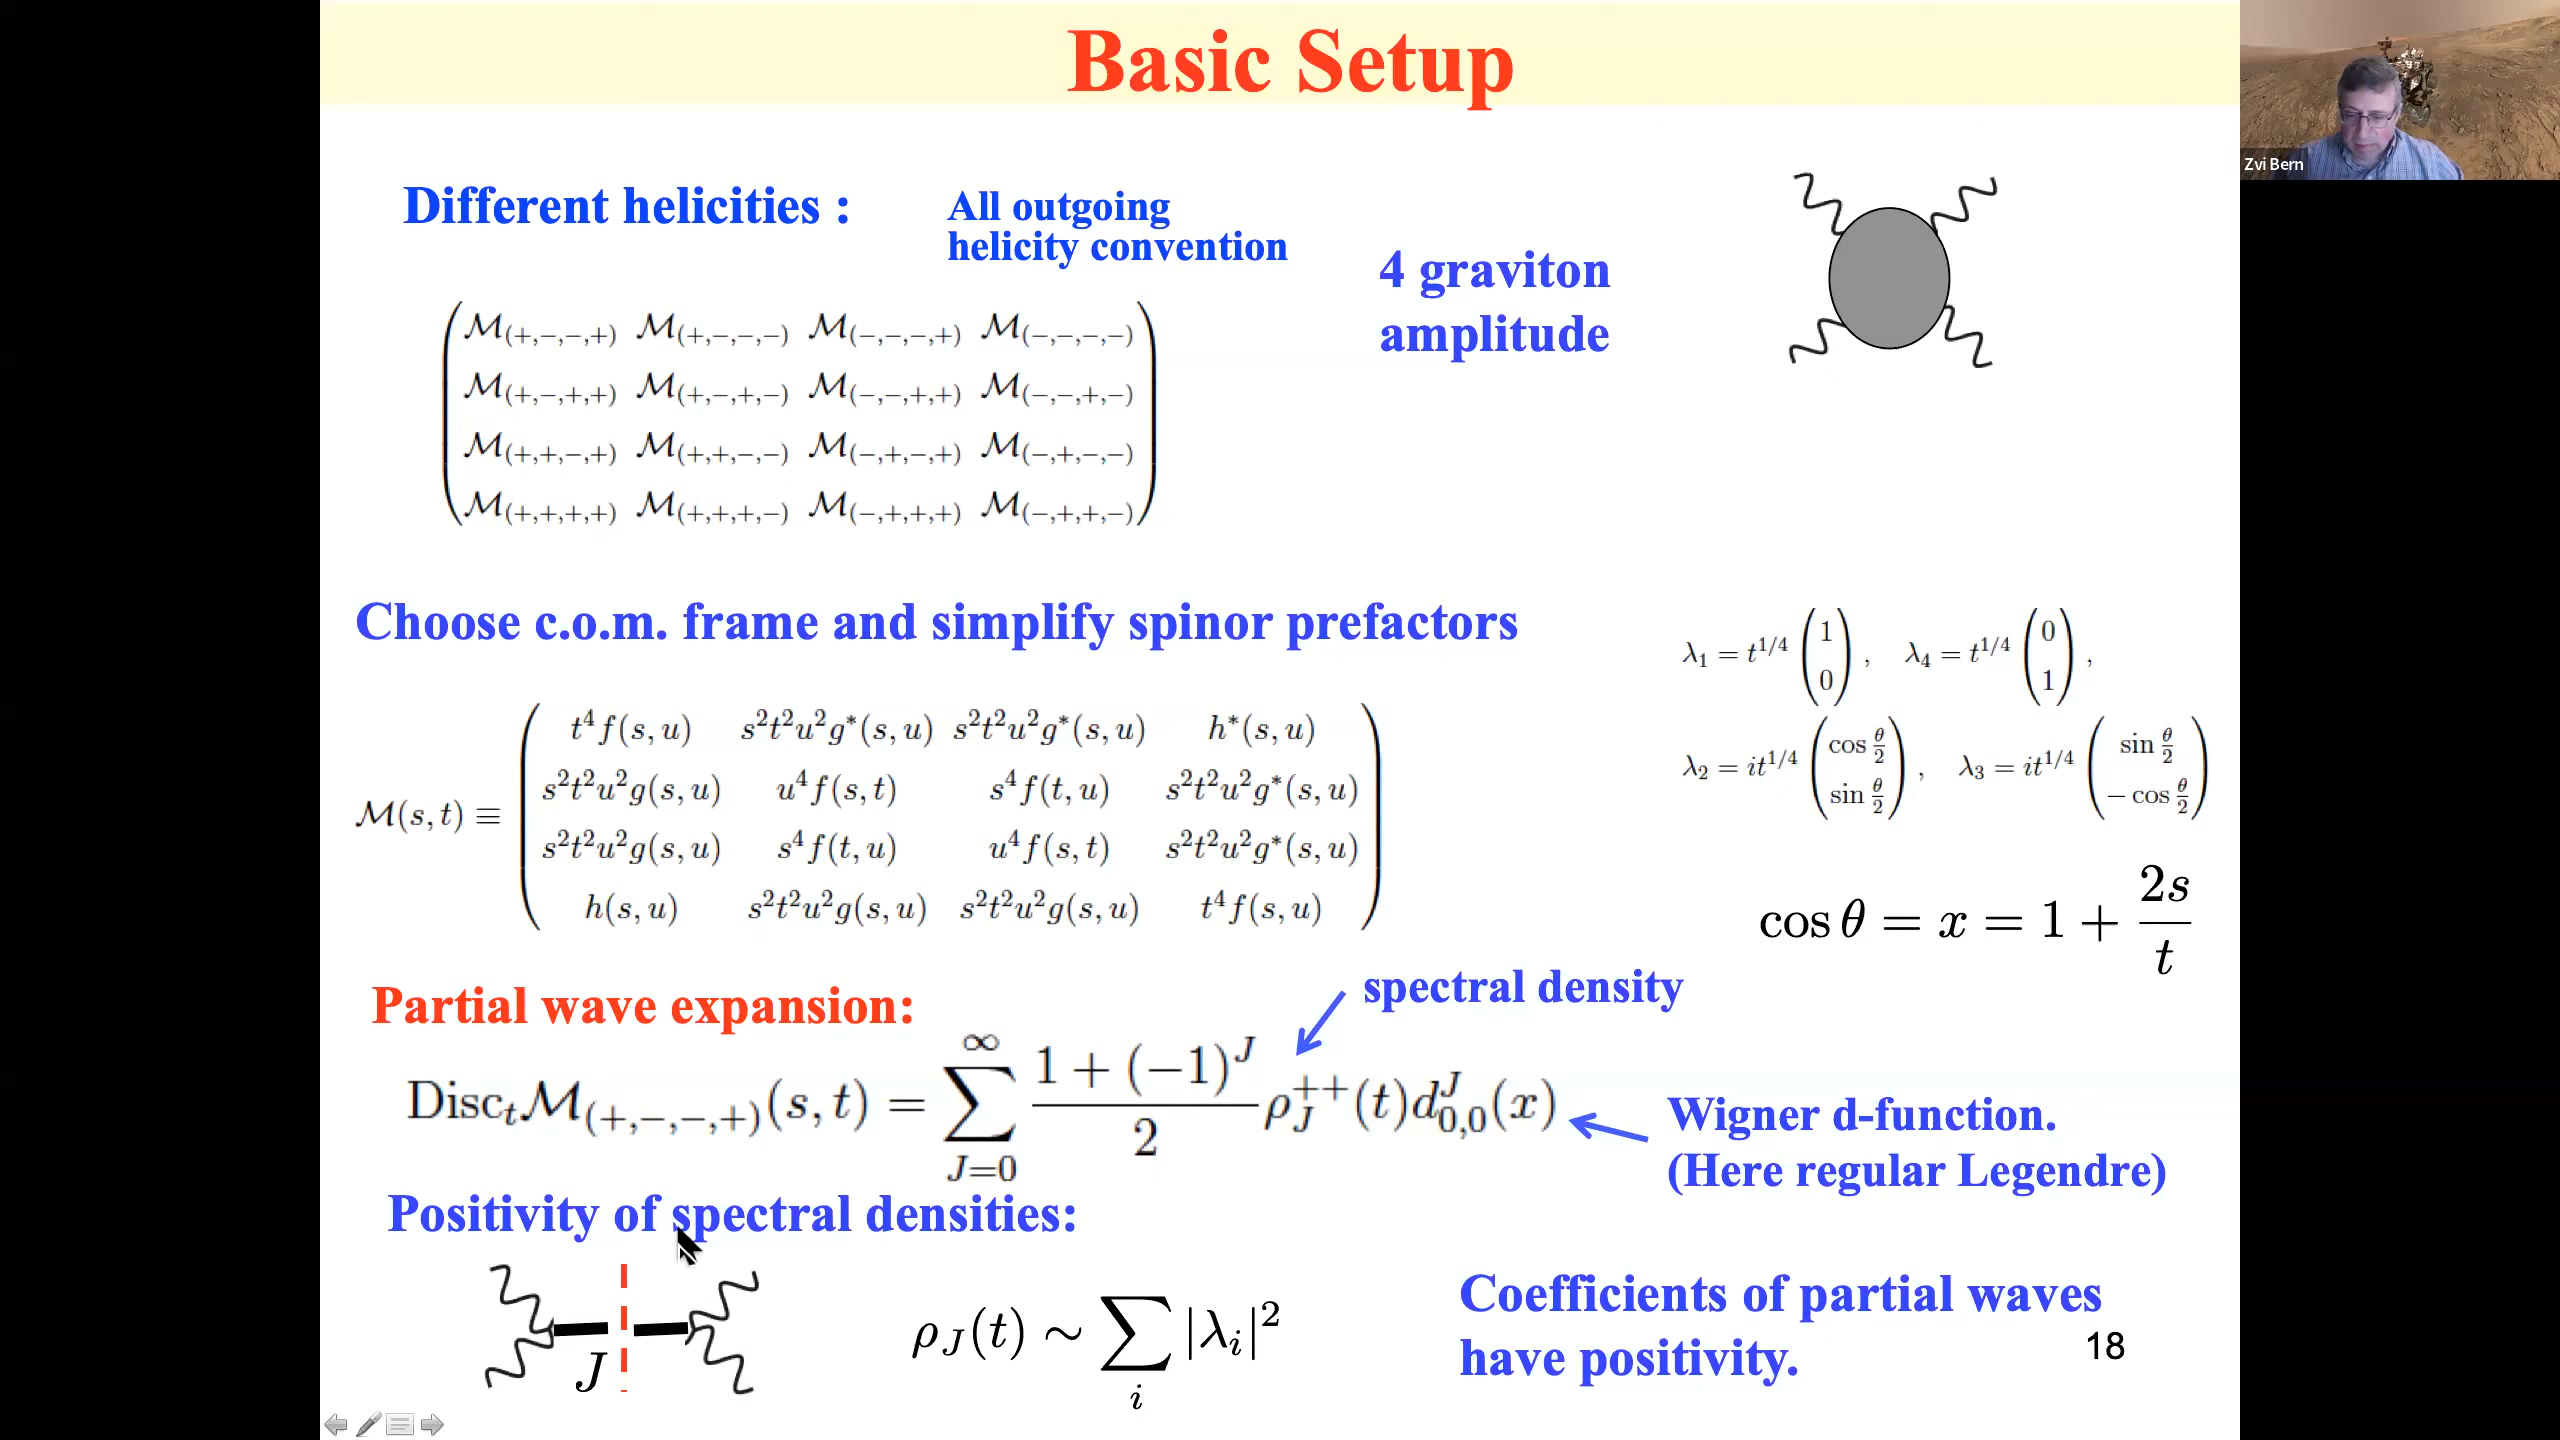 Basic Setup
Zvi Bern
Different helicities :
All outgoing
helicity convention
4 graviton
amplitude
M(+,−,−,+) M(+,−,−,−) M(−,−,−,+) M(−,−,−,−)
M(+,−,+,+) M(+,−,+,−) M(−,−,+,+) M(−,−,+,−)
M(+,+,−,+) M(+,+,−,−) M(−,+,−,+) M(−,+,−,−)
M(+,+,+,+) M(+,+,+,−) M(−,+,+,+) M(−,+,+,−)
Choose c.o.m. frame and simplify spinor prefactors
λ₁ = t^{1/4} (1 0) , λ₄ = t^{1/4} (0 1) ,
λ₂ = it^{1/4} (cos θ/2 sin θ/2) , λ₃ = it^{1/4} (sin θ/2 − cos θ/2)
M(s, t) ≡
t⁴f(s, u) s²t²u²g*(s, u) s²t²u²g*(s, u) h*(s, u)
s²t²u²g(s, u) u⁴f(s, t) s⁴f(t, u) s²t²u²g*(s, u)
s²t²u²g(s, u) s⁴f(t, u) u⁴f(s, t) s²t²u²g*(s, u)
h(s, u) s²t²u²g(s, u) s²t²u²g(s, u) t⁴f(s, u)
cos θ = x = 1 + 2s/t
Partial wave expansion:
spectral density
Disc_t M(+,−,−,+)(s, t) = ∑_{J=0}^{∞} (1 + (−1)^J)/2 ρ_J^{++}(t) d^J_{0,0}(x)
Wigner d-function.
(Here regular Legendre)
Positivity of spectral densities:
J
ρ_J(t) ∼ ∑_i |λ_i|²
Coefficients of partial waves
have positivity.
18